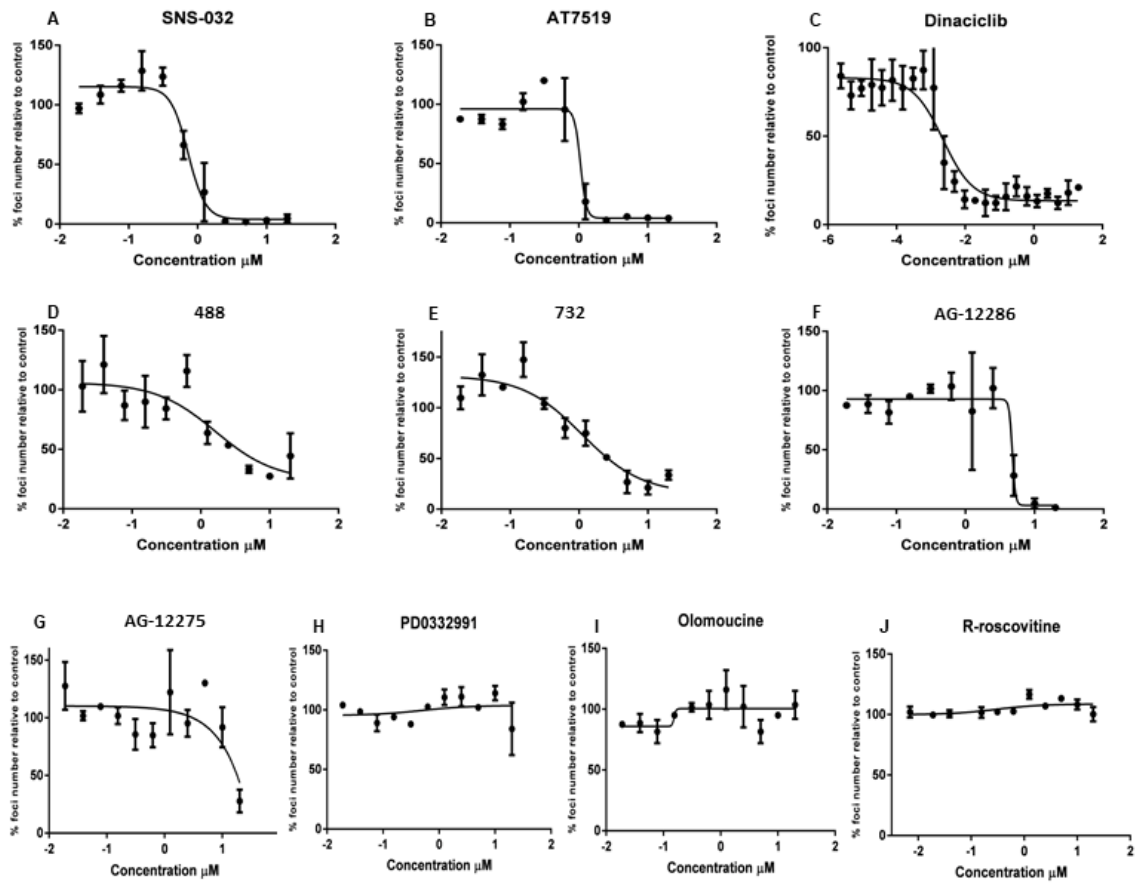 A
SNS-032
% foci number relative to control
150
100
50
0
-2 -1 0 1 2
Concentration μM
B
AT7519
% foci number relative to control
150
100
50
0
-2 -1 0 1 2
Concentration μM
C
Dinaciclib
% foci number relative to control
100
50
0
-6 -4 -2 0 2
Concentration μM
D
488
% foci number relative to control
150
100
50
0
-2 -1 0 1 2
Concentration μM
E
732
% foci number relative to control
150
100
50
0
-2 -1 0 1 2
Concentration μM
F
AG-12286
% foci number relative to control
150
100
50
0
-2 -1 0 1 2
Concentration μM
G
AG-12275
% foci number relative to control
150
100
50
0
-2 -1 0 1
Concentration μM
H
PD0332991
% foci number relative to control
150
100
50
0
-2 -1 0 1 2
Concentration μM
I
Olomoucine
% foci number relative to control
150
100
50
0
-2 -1 0 1 2
Concentration μM
J
R-roscovitine
% foci number relative to control
150
100
50
0
-2 -1 0 1 2
Concentration μM